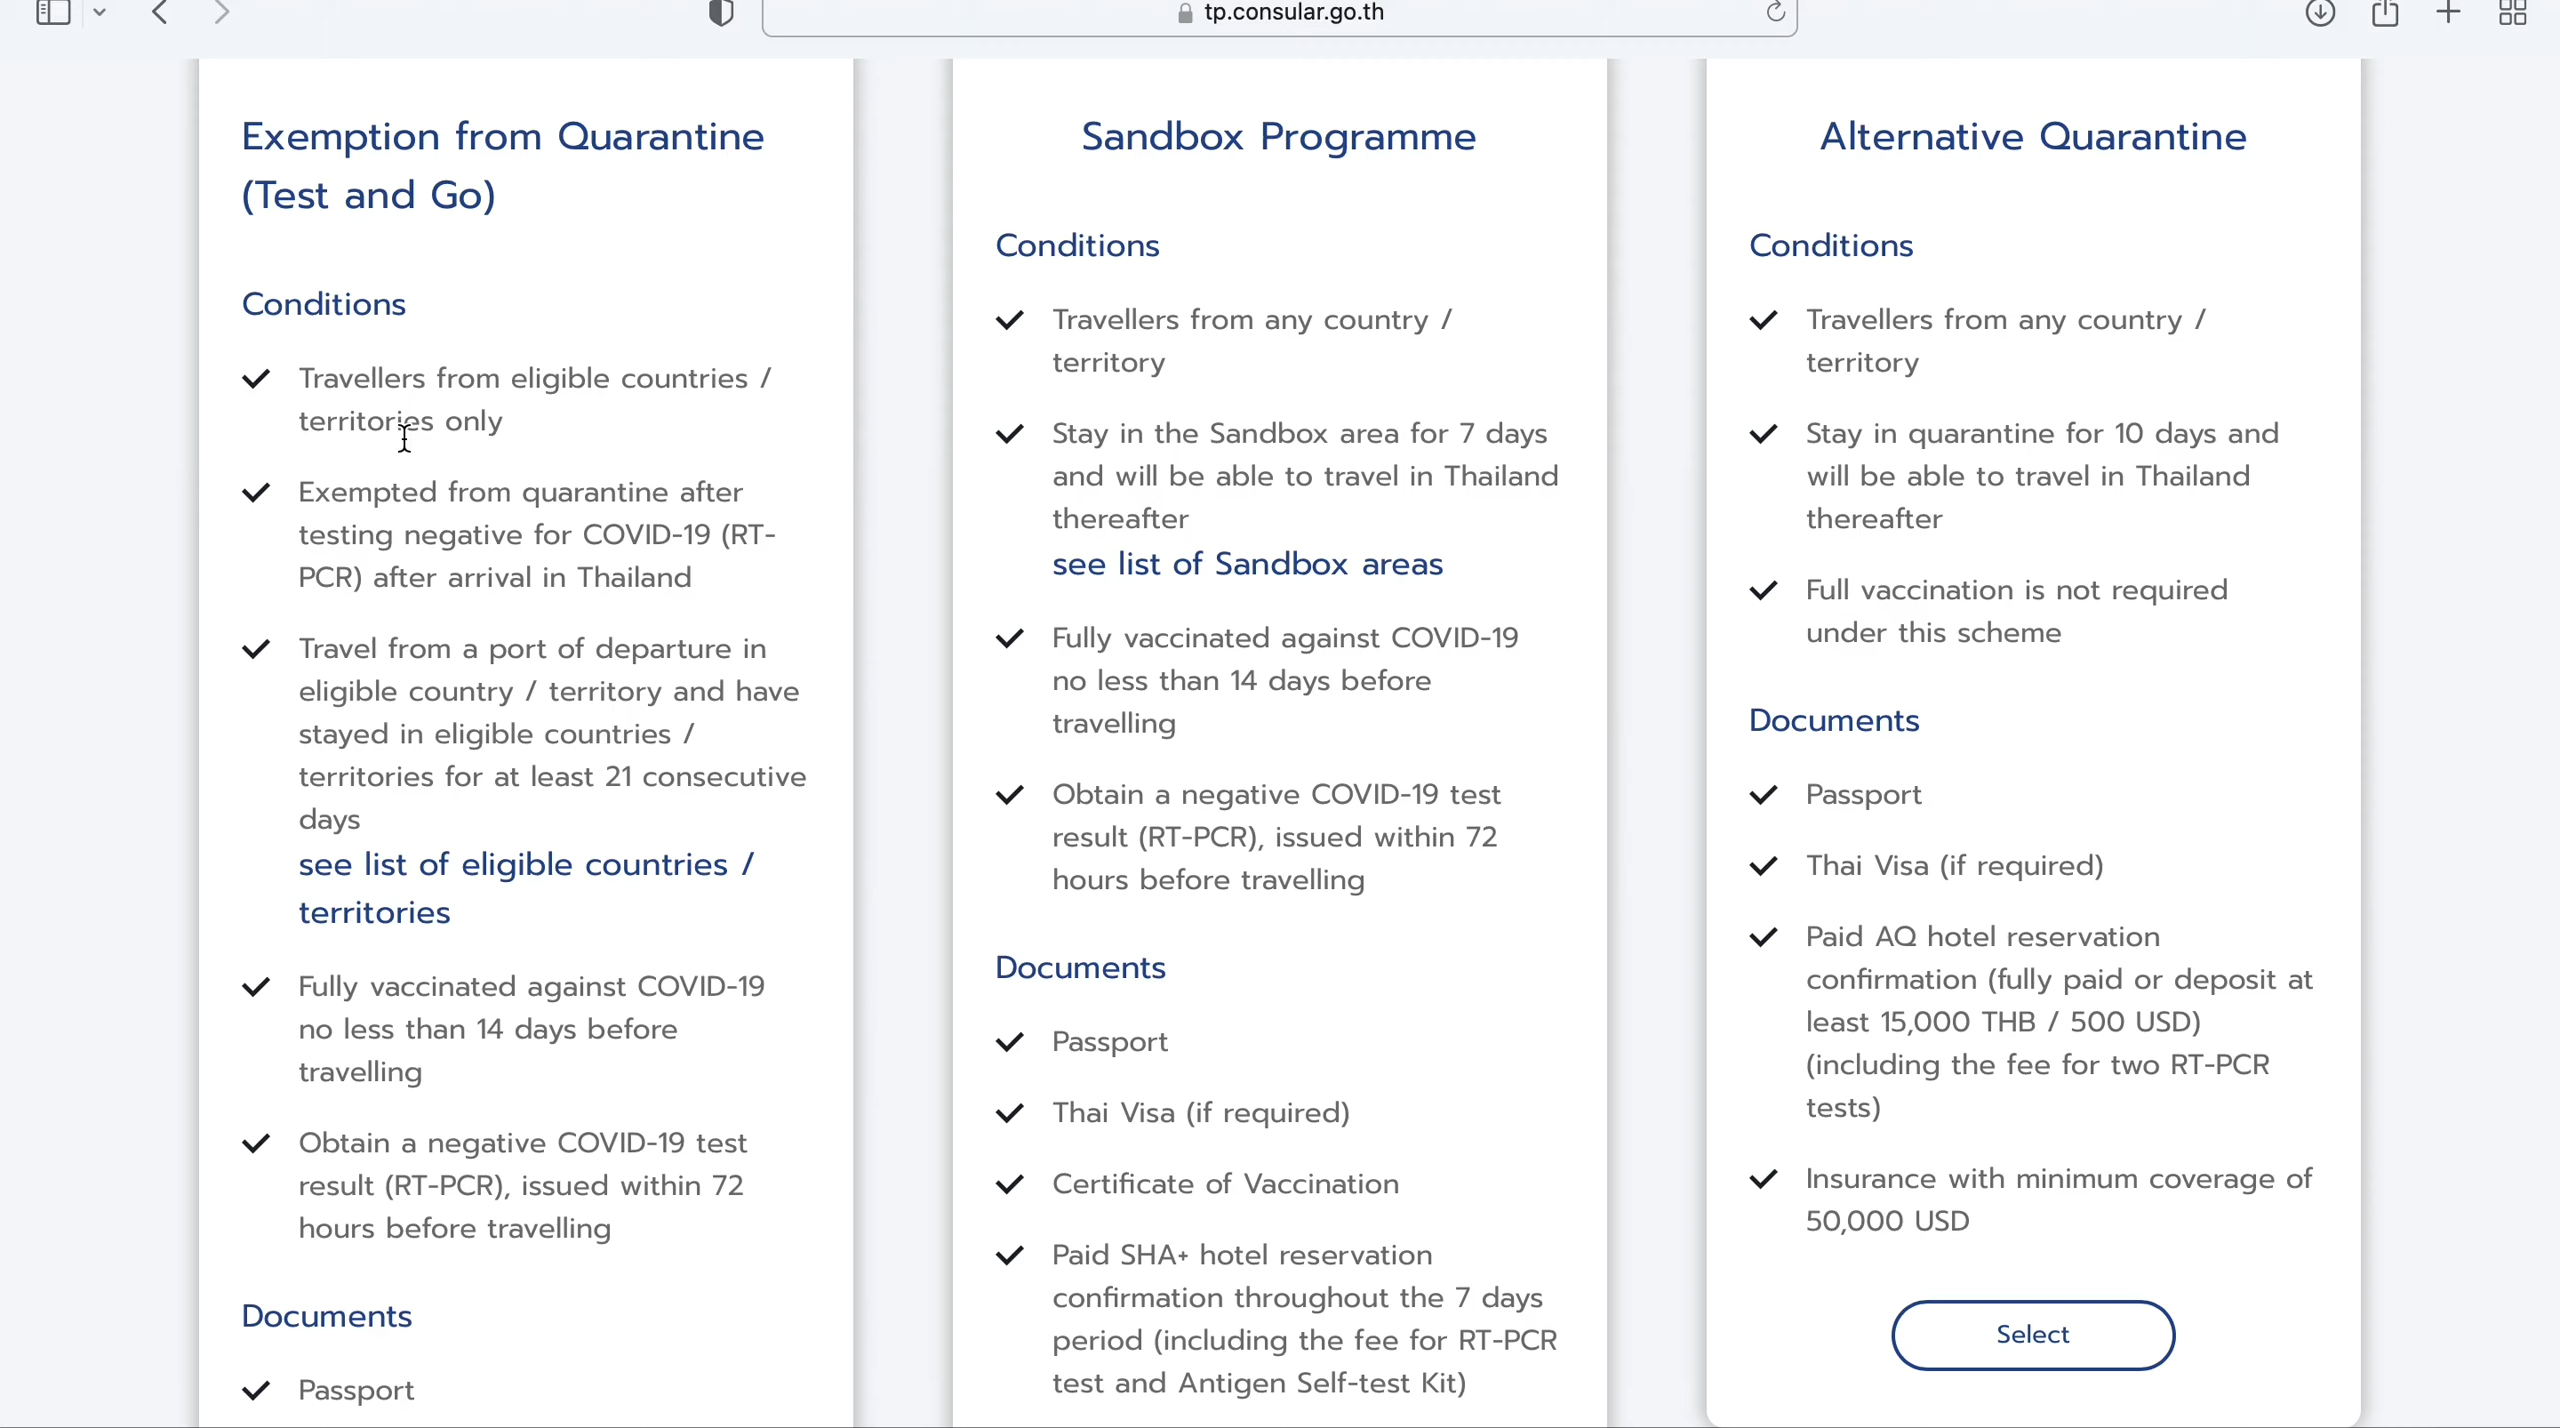 tp.consular.go.th
Exemption from Quarantine
(Test and Go)
Conditions
Travellers from eligible countries /
territories only
Exempted from quarantine after
testing negative for COVID-19 (RT-
PCR) after arrival in Thailand
Travel from a port of departure in
eligible country / territory and have
stayed in eligible countries /
territories for at least 21 consecutive
days
see list of eligible countries /
territories
Fully vaccinated against COVID-19
no less than 14 days before
travelling
Obtain a negative COVID-19 test
result (RT-PCR), issued within 72
hours before travelling
Documents
Passport
Sandbox Programme
Conditions
Travellers from any country /
territory
Stay in the Sandbox area for 7 days
and will be able to travel in Thailand
thereafter
see list of Sandbox areas
Fully vaccinated against COVID-19
no less than 14 days before
travelling
Obtain a negative COVID-19 test
result (RT-PCR), issued within 72
hours before travelling
Documents
Passport
Thai Visa (if required)
Certificate of Vaccination
Paid SHA+ hotel reservation
confirmation throughout the 7 days
period (including the fee for RT-PCR
test and Antigen Self-test Kit)
Alternative Quarantine
Conditions
Travellers from any country /
territory
Stay in quarantine for 10 days and
will be able to travel in Thailand
thereafter
Full vaccination is not required
under this scheme
Documents
Passport
Thai Visa (if required)
Paid AQ hotel reservation
confirmation (fully paid or deposit at
least 15,000 THB / 500 USD)
(including the fee for two RT-PCR
tests)
Insurance with minimum coverage of
50,000 USD
Select